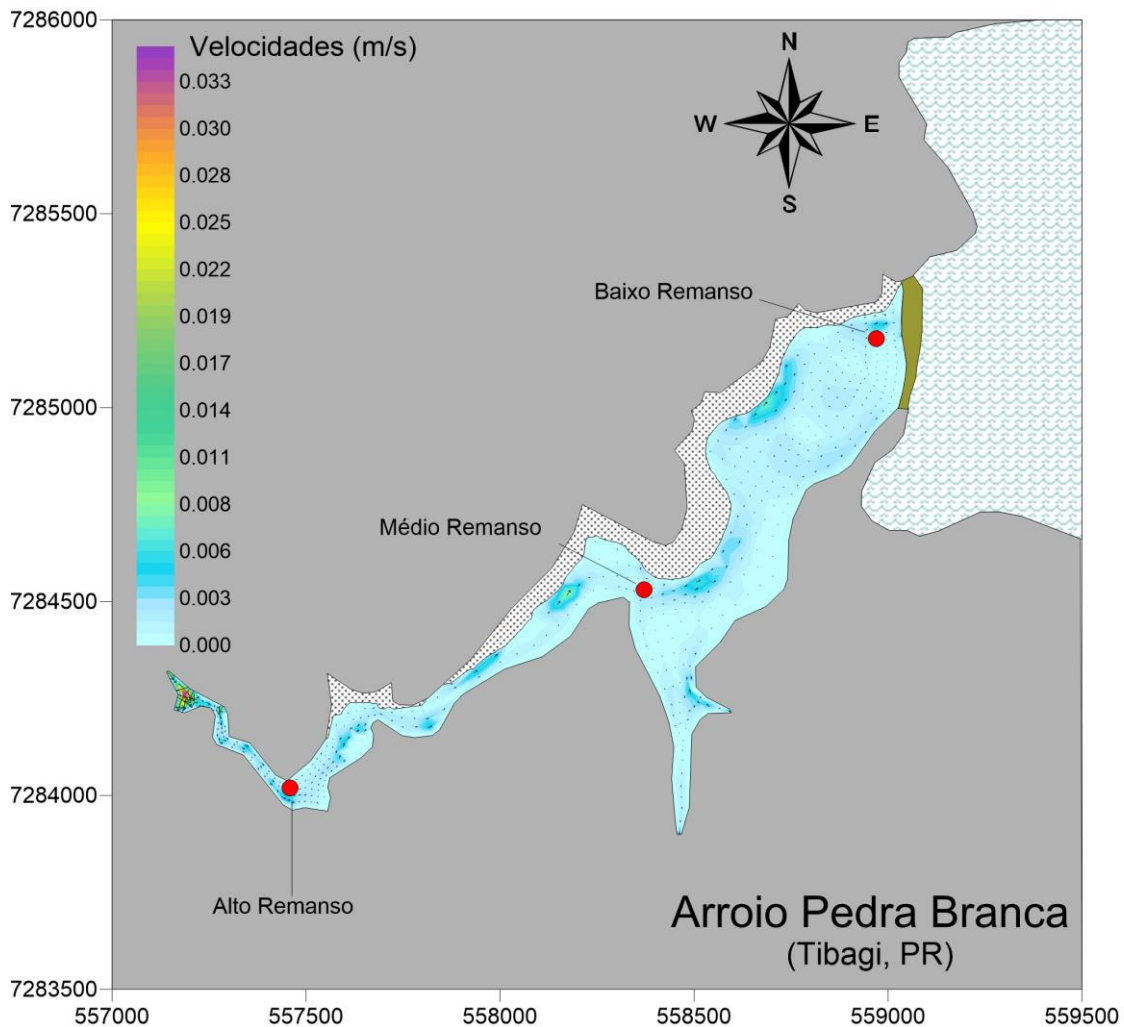 7286000
Velocidades (m/s)
N
W
E
S
0.033
0.030
0.028
0.025
0.022
0.019
0.017
0.014
0.011
0.008
0.006
0.003
0.000
7285500
Baixo Remanso
7285000
Médio Remanso
7284500
7284000
Alto Remanso
Arroio Pedra Branca
(Tibagi, PR)
7283500
557000
557500
558000
558500
559000
559500